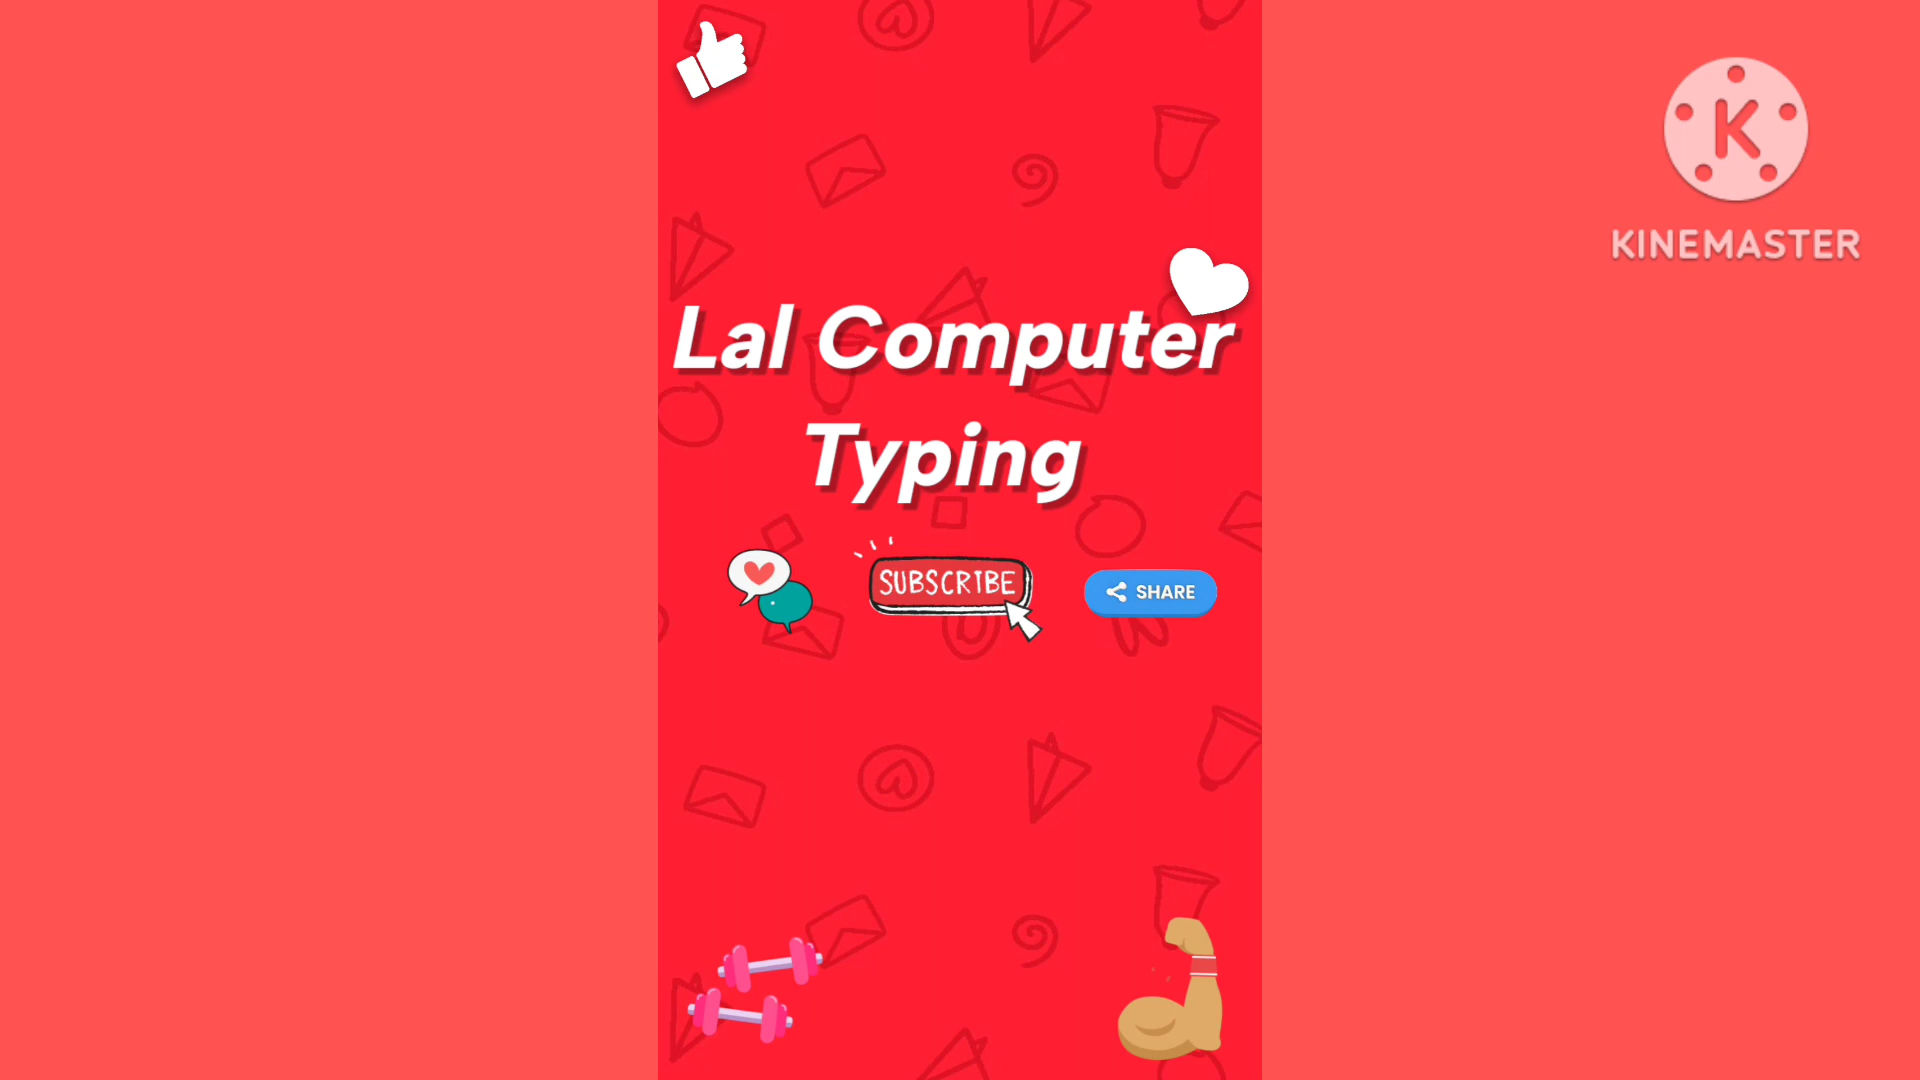 K
KINEMASTER
Lal Computer
Typing
SUBSCRIBE
SHARE